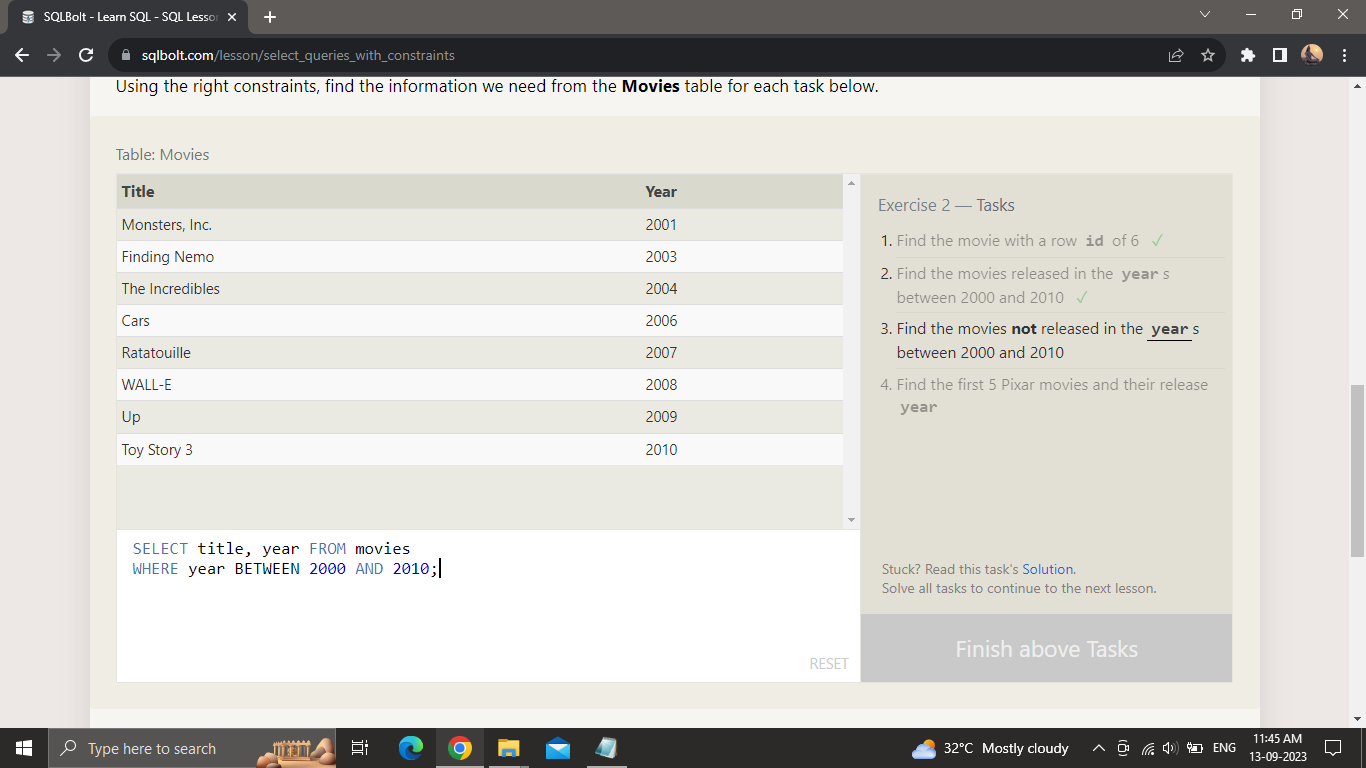 SQLBolt - Learn SQL - SQL Lesson
sqlbolt.com/lesson/select_queries_with_constraints
Using the right constraints, find the information we need from the Movies table for each task below.
Table: Movies
Title Year
Monsters, Inc. 2001
Finding Nemo 2003
The Incredibles 2004
Cars 2006
Ratatouille 2007
WALL-E 2008
Up 2009
Toy Story 3 2010
SELECT title, year FROM movies
WHERE year BETWEEN 2000 AND 2010;
RESET
Exercise 2 — Tasks
1. Find the movie with a row id of 6 ✓
2. Find the movies released in the year s
between 2000 and 2010 ✓
3. Find the movies not released in the year s
between 2000 and 2010
4. Find the first 5 Pixar movies and their release
year
Stuck? Read this task's Solution.
Solve all tasks to continue to the next lesson.
Finish above Tasks
Type here to search
32°C Mostly cloudy
ENG
11:45 AM
13-09-2023